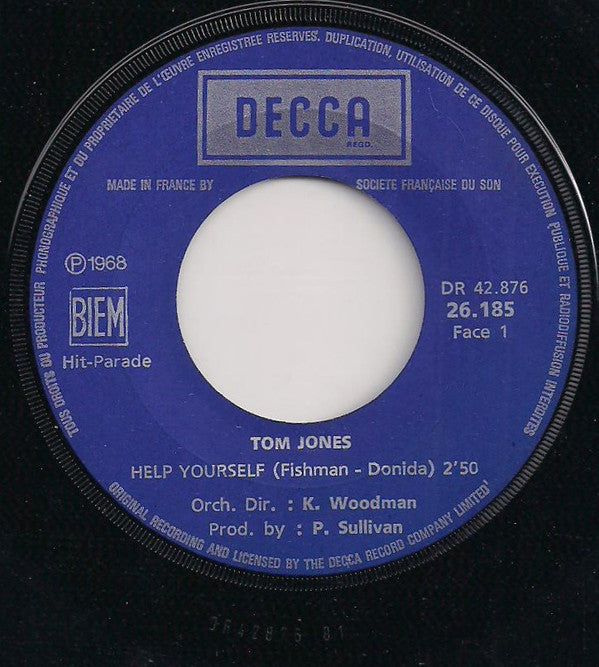 TOUS DROITS DU PRODUCTEUR PHONOGRAPHIQUE ET DU PROPRIETAIRE DE L'ŒUVRE ENREGISTREE RESERVES. DUPLICATION, UTILISATION DE CE DISQUE POUR EXECUTION PUBLIQUE ET RADIODIFFUSION INTERDITES
DECCA
REGD.
MADE IN FRANCE BY SOCIETE FRANÇAISE DU SON
Ⓟ1968
BIEM
Hit-Parade
DR 42.876
26.185
Face 1
TOM JONES
HELP YOURSELF (Fishman - Donida) 2'50
Orch. Dir. : K. Woodman
Prod. by : P. Sullivan
ORIGINAL RECORDING AND LICENSED BY THE DECCA RECORD COMPANY LIMITED